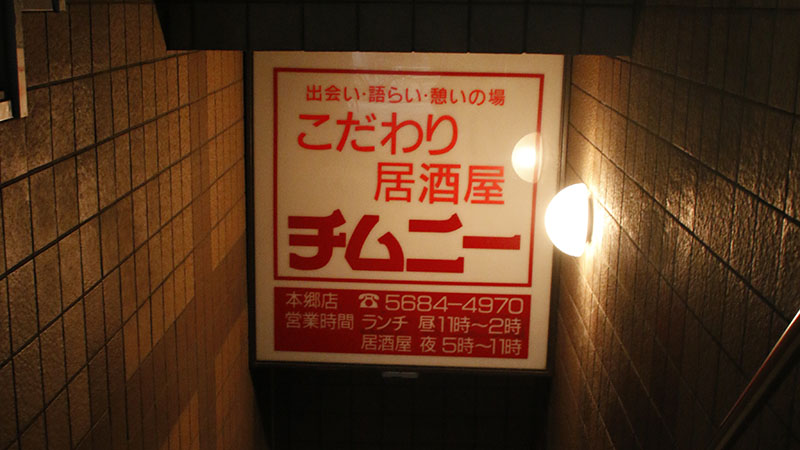 出会い・語らい・憩いの場
こだわり
居酒屋
チムニー
本郷店 ☎5684-4970
営業時間 ランチ 昼11時～2時
居酒屋 夜5時～11時